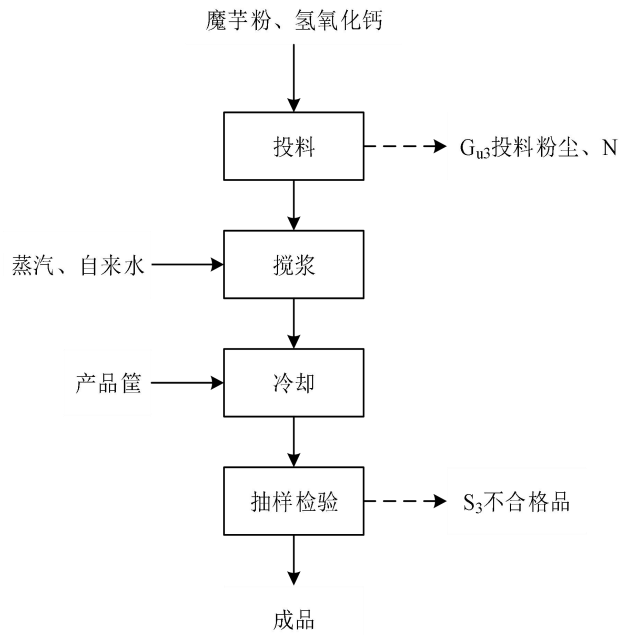 魔芋粉、氢氧化钙
投料
Gu3投料粉尘、N
蒸汽、自来水
搅浆
产品筐
冷却
抽样检验
S3不合格品
成品